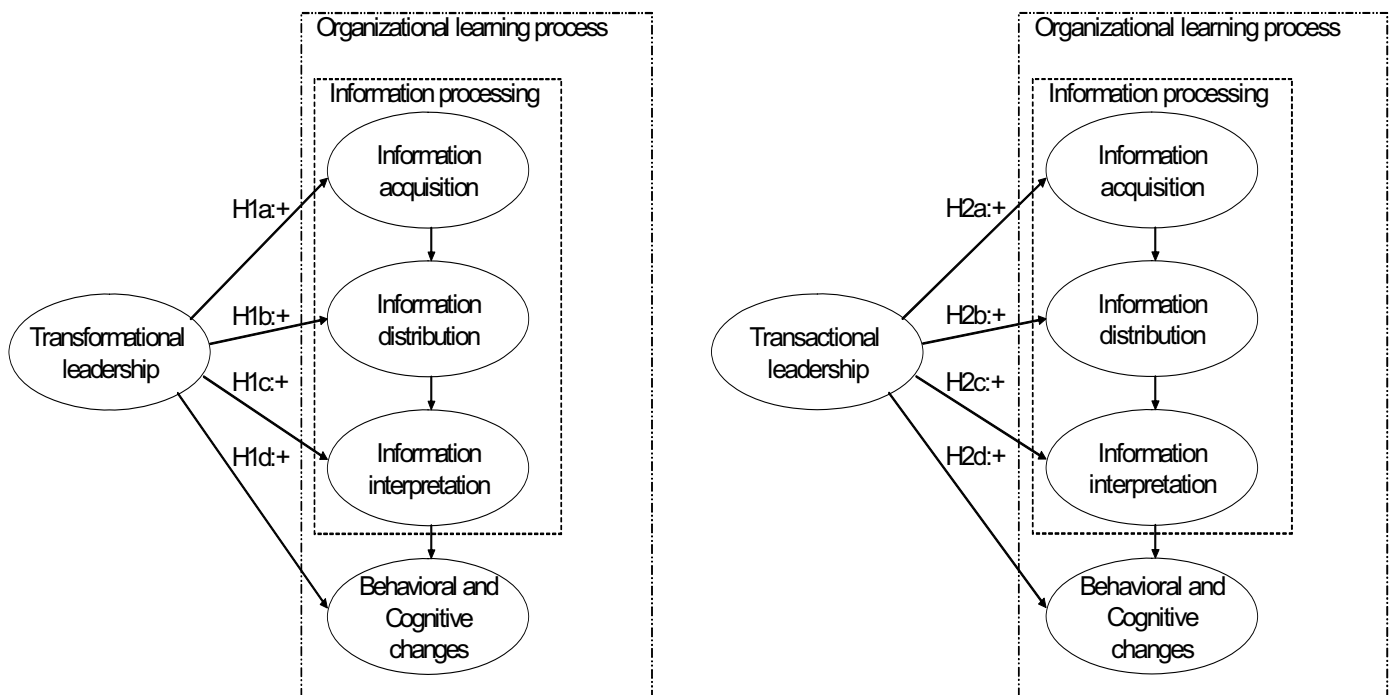 Organizational learning process
Information processing
Information
acquisition
H1a:+
Information
distribution
H1b:+
Transformational
leadership
H1c:+
H1d:+
Information
interpretation
Behavioral and
Cognitive
changes
Organizational learning process
Information processing
Information
acquisition
H2a:+
Information
distribution
H2b:+
Transactional
leadership
H2c:+
H2d:+
Information
interpretation
Behavioral and
Cognitive
changes